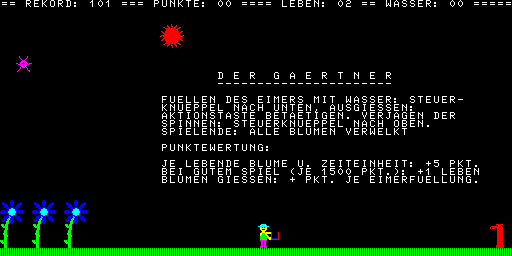 == REKORD: 101 === PUNKTE: 00 ==== LEBEN: 02 == WASSER: 00 =====
D E R  G A E R T N E R
----------------------
FUELLEN DES EIMERS MIT WASSER: STEUER-
KNUEPPEL NACH UNTEN, AUSGIESSEN:
AKTIONSTASTE BETAETIGEN. VERJAGEN DER
SPINNEN: STEUERKNUEPPEL NACH OBEN.
SPIELENDE: ALLE BLUMEN VERWELKT
PUNKTEWERTUNG:
JE LEBENDE BLUME U. ZEITEINHEIT: +5 PKT.
BEI GUTEM SPIEL (JE 1500 PKT.): +1 LEBEN
BLUMEN GIESSEN: + PKT. JE EIMERFUELLUNG.